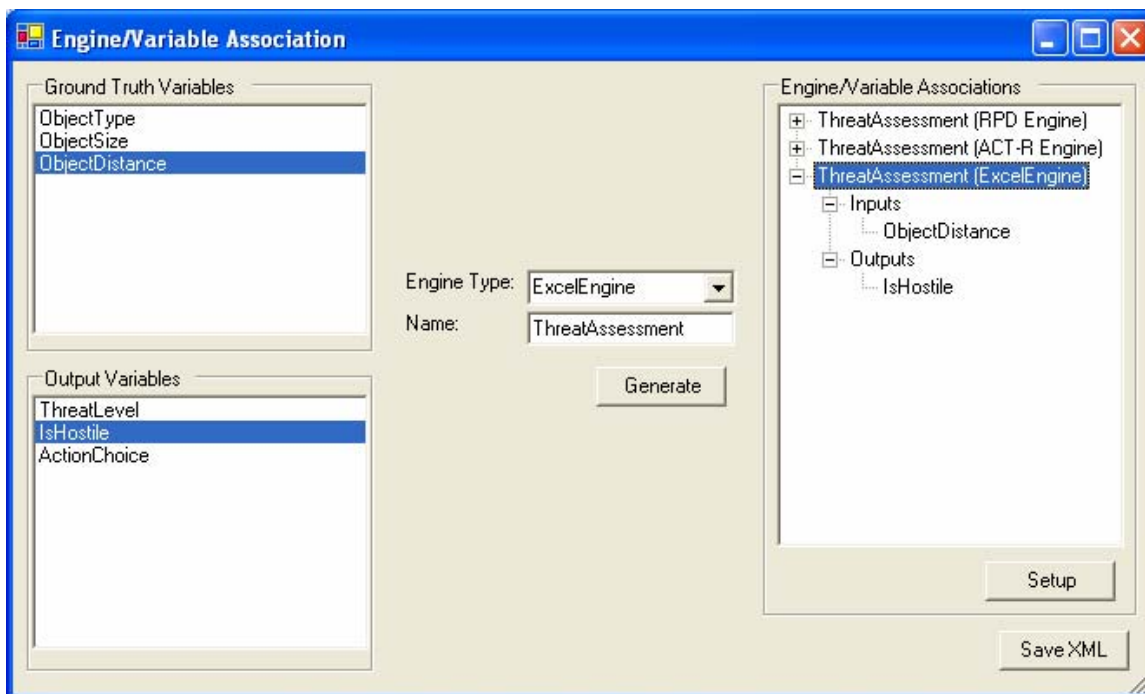 Engine/Variable Association
Ground Truth Variables
ObjectType
ObjectSize
ObjectDistance
Output Variables
ThreatLevel
IsHostile
ActionChoice
Engine Type:
ExcelEngine
Name:
ThreatAssessment
Generate
Engine/Variable Associations
ThreatAssessment (RPD Engine)
ThreatAssessment (ACT-R Engine)
ThreatAssessment (ExcelEngine)
Inputs
ObjectDistance
Outputs
IsHostile
Setup
Save XML